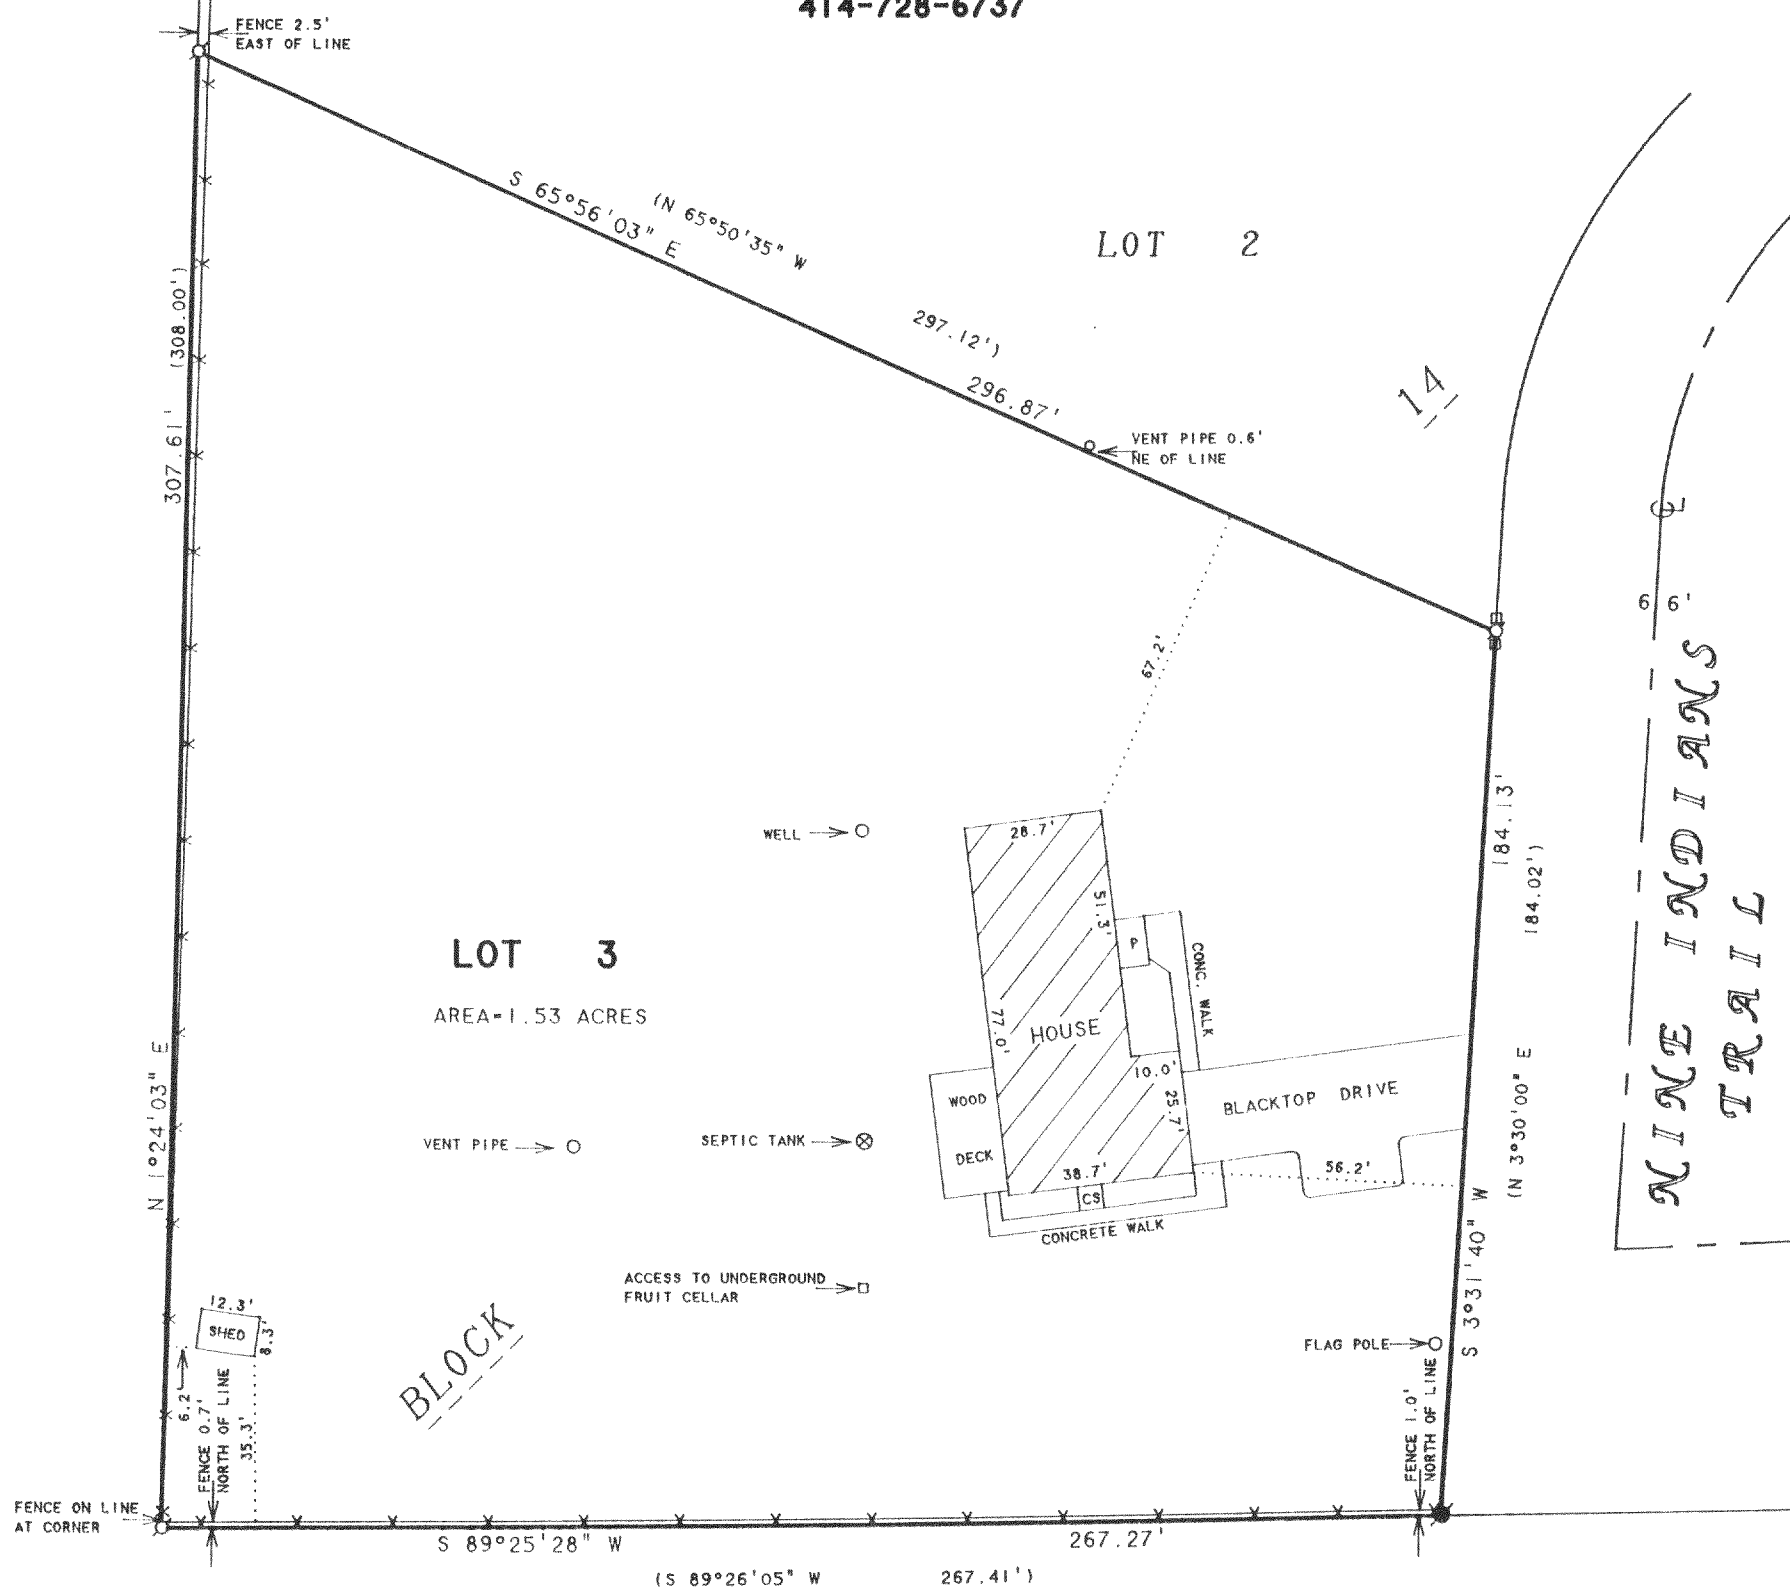 414-728-6737
FENCE 2.5'
EAST OF LINE
S 65°56'03" E
(N 65°50'35" W
297.12')
296.87'
LOT 2
14
VENT PIPE 0.6'
NE OF LINE
(308.00')
307.61'
N 1°24'03" E
67.2'
66'
NINE INDIANS
TRAIL
184.13'
184.02')
(N 3°30'00" E
S 3°31'40" W
WELL
28.7'
51.3'
P
CONC. WALK
77.0'
HOUSE
10.0'
25.7'
LOT 3
AREA=1.53 ACRES
WOOD
DECK
BLACKTOP DRIVE
VENT PIPE
SEPTIC TANK
38.7'
56.2'
CS
CONCRETE WALK
ACCESS TO UNDERGROUND
FRUIT CELLAR
12.3'
SHED
8.3'
BLOCK
FLAG POLE
6.2'
FENCE 0.7'
NORTH OF LINE
35.3'
FENCE 1.0'
NORTH OF LINE
FENCE ON LINE
AT CORNER
S 89°25'28" W
267.27'
(S 89°26'05" W
267.41')